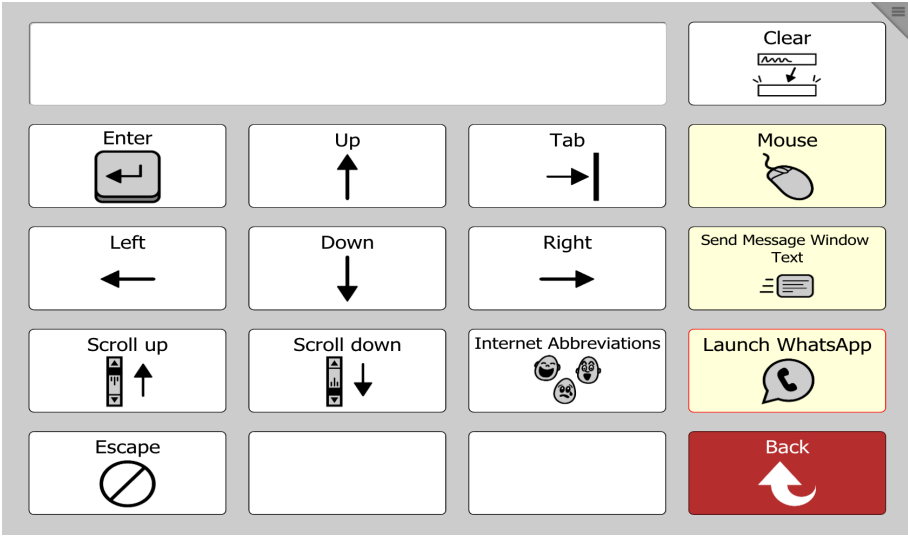 Clear
Enter
Up
Tab
Mouse
Left
Down
Right
Send Message Window
Text
Scroll up
Scroll down
Internet Abbreviations
Launch WhatsApp
Escape
Back